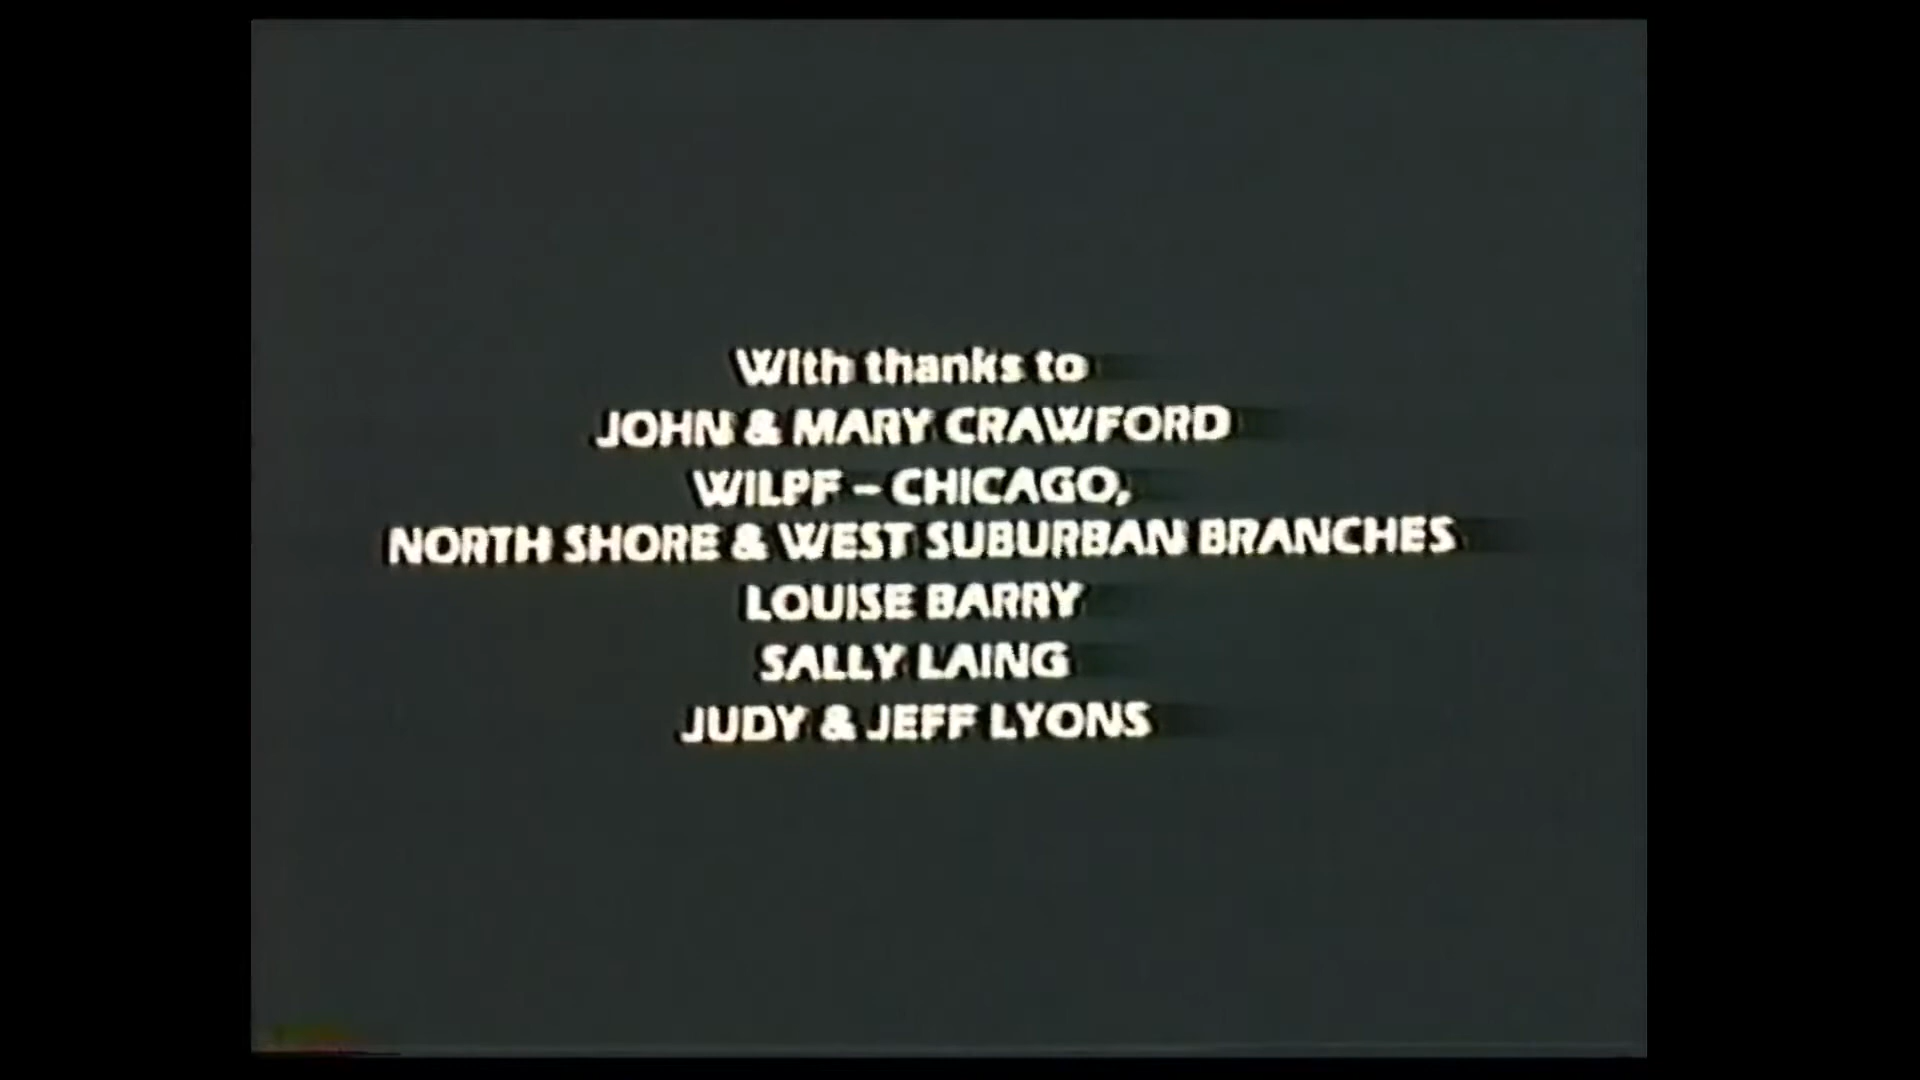 With thanks to
JOHN & MARY CRAWFORD
WILPF – CHICAGO,
NORTH SHORE & WEST SUBURBAN BRANCHES
LOUISE BARRY
SALLY LAING
JUDY & JEFF LYONS